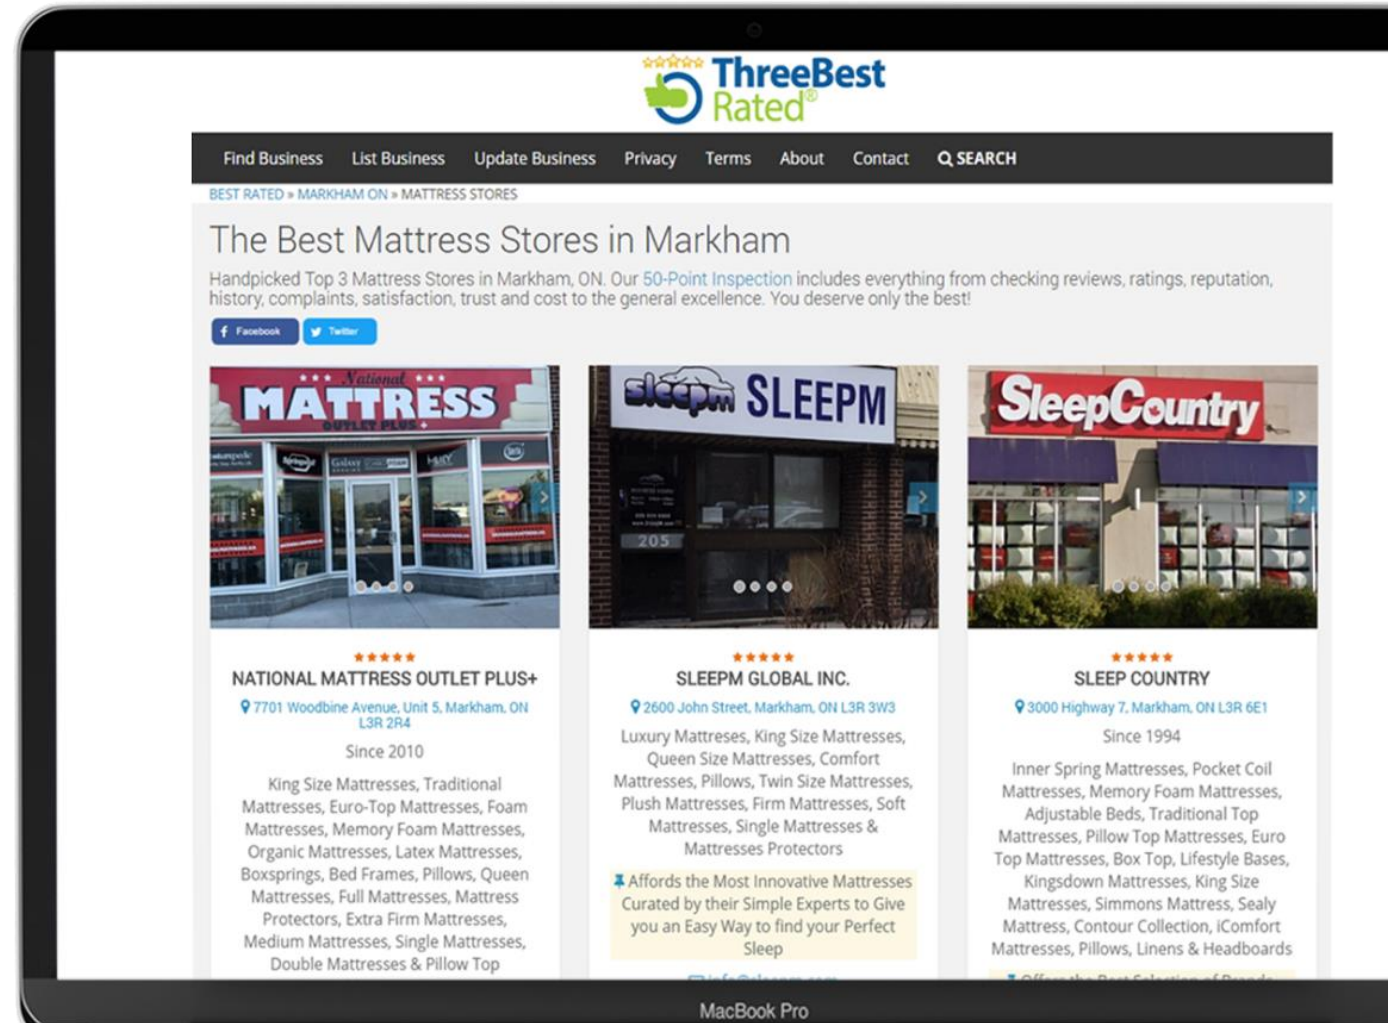 ThreeBest
Rated®
Find Business List Business Update Business Privacy Terms About Contact SEARCH
BEST RATED » MARKHAM ON » MATTRESS STORES
The Best Mattress Stores in Markham
Handpicked Top 3 Mattress Stores in Markham, ON. Our 50-Point Inspection includes everything from checking reviews, ratings, reputation,
history, complaints, satisfaction, trust and cost to the general excellence. You deserve only the best!
Facebook Twitter
National
MATTRESS
OUTLET PLUS+
NATIONAL MATTRESS OUTLET PLUS+
7701 Woodbine Avenue, Unit 5, Markham, ON
L3R 2R4
Since 2010
King Size Mattresses, Traditional
Mattresses, Euro-Top Mattresses, Foam
Mattresses, Memory Foam Mattresses,
Organic Mattresses, Latex Mattresses,
Boxsprings, Bed Frames, Pillows, Queen
Mattresses, Full Mattresses, Mattress
Protectors, Extra Firm Mattresses,
Medium Mattresses, Single Mattresses,
Double Mattresses & Pillow Top
sleepm SLEEPM
205
SLEEPM GLOBAL INC.
2600 John Street, Markham, ON L3R 3W3
Luxury Mattreses, King Size Mattresses,
Queen Size Mattresses, Comfort
Mattresses, Pillows, Twin Size Mattresses,
Plush Mattresses, Firm Mattresses, Soft
Mattresses, Single Mattresses &
Mattresses Protectors
Affords the Most Innovative Mattresses
Curated by their Simple Experts to Give
you an Easy Way to find your Perfect
Sleep
SleepCountry
SLEEP COUNTRY
3000 Highway 7, Markham, ON L3R 6E1
Since 1994
Inner Spring Mattresses, Pocket Coil
Mattresses, Memory Foam Mattresses,
Adjustable Beds, Traditional Top
Mattresses, Pillow Top Mattresses, Euro
Top Mattresses, Box Top, Lifestyle Bases,
Kingsdown Mattresses, King Size
Mattresses, Simmons Mattress, Sealy
Mattress, Contour Collection, iComfort
Mattresses, Pillows, Linens & Headboards
MacBook Pro